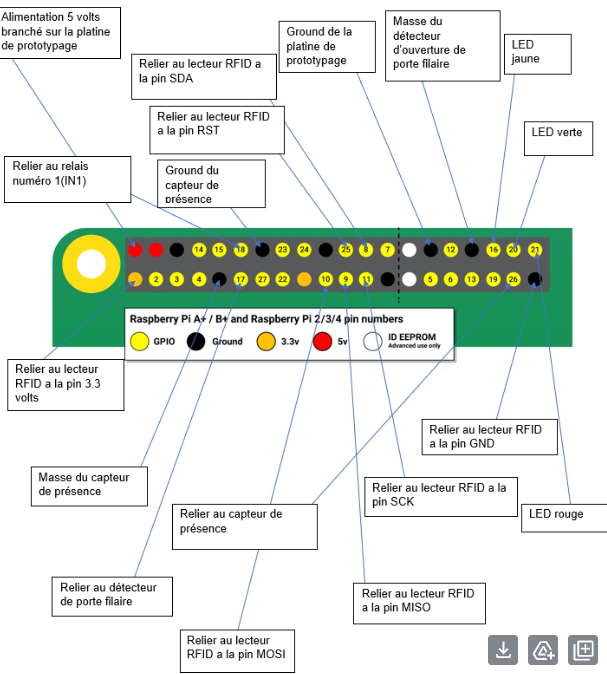 Alimentation 5 volts
branché sur la platine
de prototypage
Relier au lecteur RFID a
la pin SDA
Ground de la
platine de
prototypage
Masse du
détecteur
d'ouverture de
porte filaire
LED
jaune
Relier au lecteur RFID
a la pin RST
LED verte
Relier au relais
numéro 1(IN1)
Ground du
capteur de
présence
14 15 18 23 24 25 8 7 12 16 20 21
2 3 4 17 27 22 10 9 11 5 6 13 19 26
Raspberry Pi A+ / B+ and Raspberry Pi 2/3/4 pin numbers
GPIO Ground 3.3v 5v ID EEPROM
Advanced use only
Relier au lecteur
RFID a la pin 3.3
volts
Relier au lecteur RFID
a la pin GND
Masse du capteur
de présence
Relier au capteur de
présence
Relier au lecteur RFID a la
pin SCK
LED rouge
Relier au détecteur
de porte filaire
Relier au lecteur RFID
a la pin MISO
Relier au lecteur
RFID a la pin MOSI